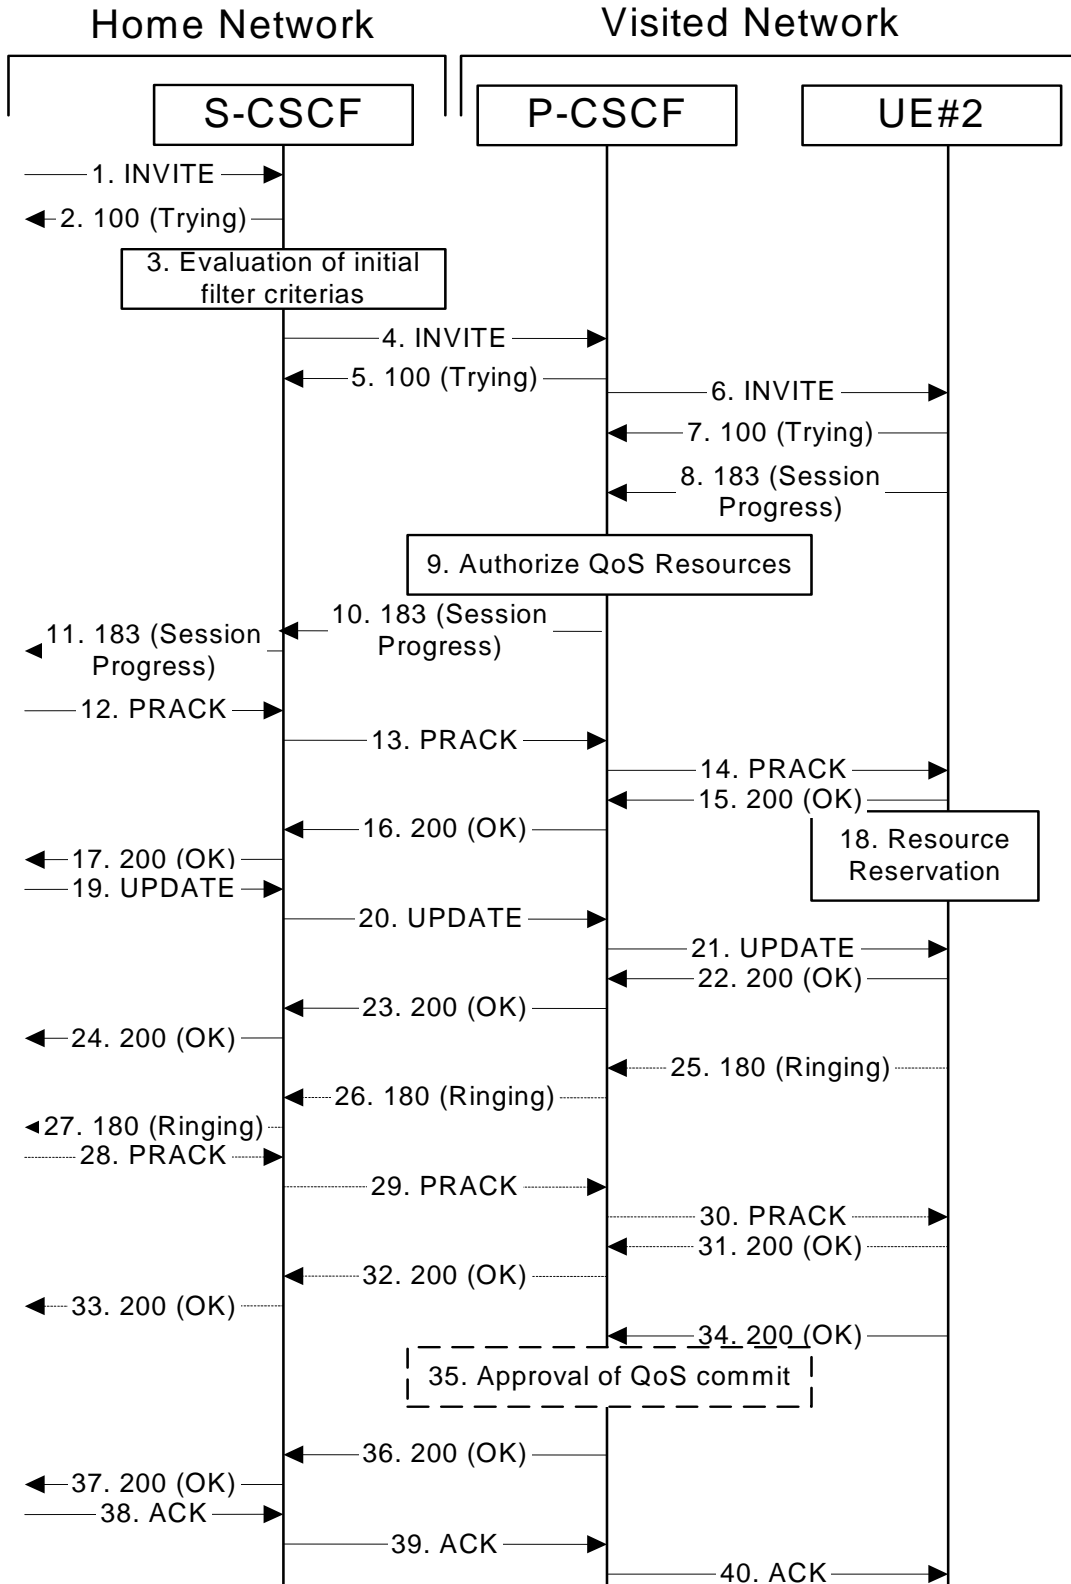 Home Network
Visited Network
S-CSCF
P-CSCF
UE#2
1. INVITE
2. 100 (Trying)
3. Evaluation of initial
filter criterias
4. INVITE
5. 100 (Trying)
6. INVITE
7. 100 (Trying)
8. 183 (Session
Progress)
9. Authorize QoS Resources
10. 183 (Session
Progress)
11. 183 (Session
Progress)
12. PRACK
13. PRACK
14. PRACK
15. 200 (OK)
16. 200 (OK)
17. 200 (OK)
18. Resource
Reservation
19. UPDATE
20. UPDATE
21. UPDATE
22. 200 (OK)
23. 200 (OK)
24. 200 (OK)
25. 180 (Ringing)
26. 180 (Ringing)
27. 180 (Ringing)
28. PRACK
29. PRACK
30. PRACK
31. 200 (OK)
32. 200 (OK)
33. 200 (OK)
34. 200 (OK)
35. Approval of QoS commit
36. 200 (OK)
37. 200 (OK)
38. ACK
39. ACK
40. ACK